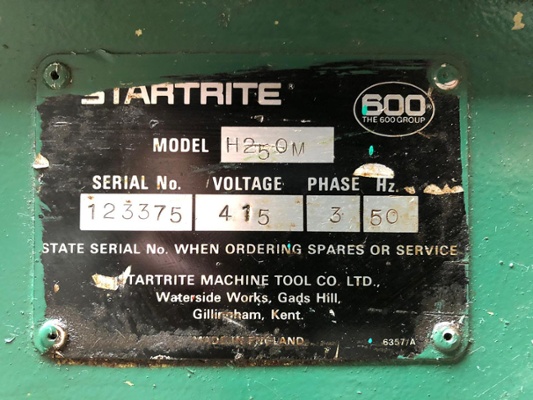 STARTRITE®
600®
THE 600 GROUP
MODEL H250M
SERIAL No. VOLTAGE PHASE Hz.
123375 415 3 50
STATE SERIAL No. WHEN ORDERING SPARES OR SERVICE
TARTRITE MACHINE TOOL CO. LTD.,
Waterside Works, Gads Hill,
Gillingham, Kent.
MADE IN ENGLAND 6357/A